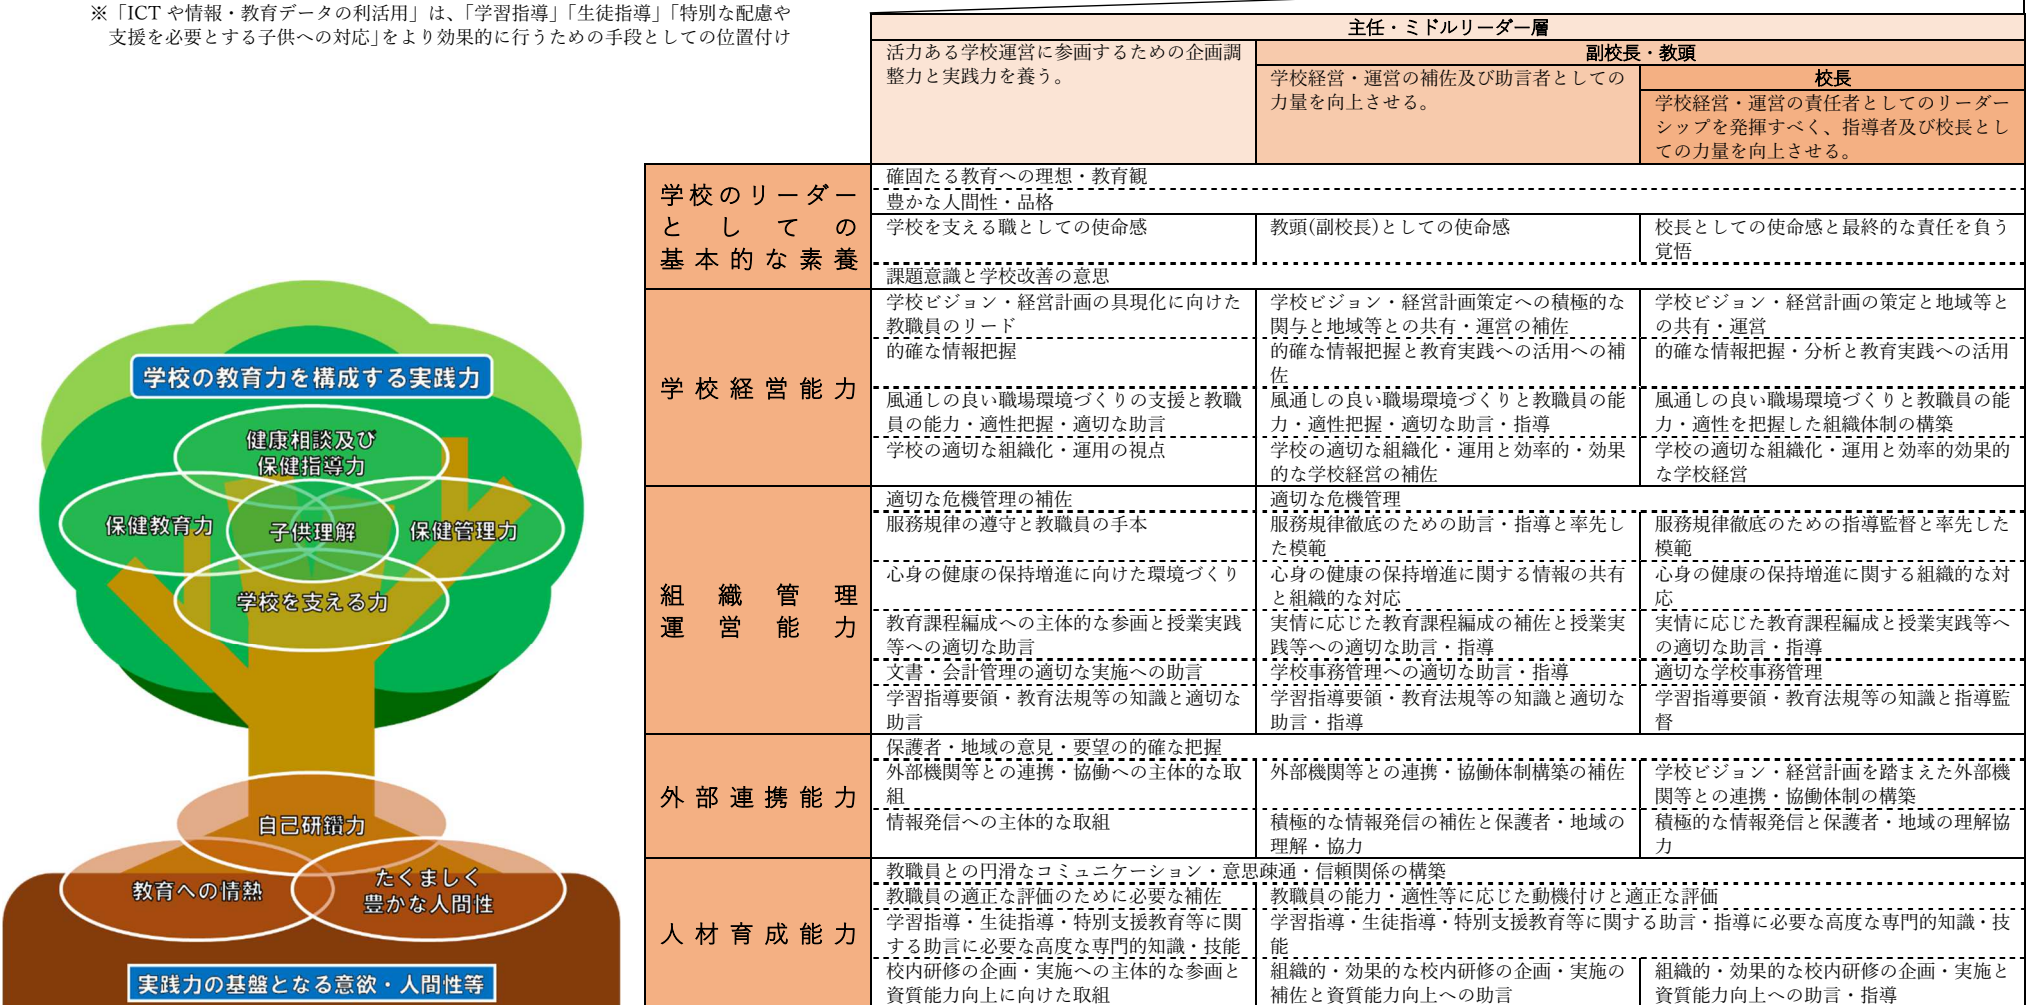 ※「ICT や情報・教育データの利活用」は、「学習指導」「生徒指導」「特別な配慮や
支援を必要とする子供への対応」をより効果的に行うための手段としての位置付け
学校の教育力を構成する実践力
健康相談及び
保健指導力
保健教育力
子供理解
保健管理力
学校を支える力
自己研鑽力
教育への情熱
たくましく
豊かな人間性
実践力の基盤となる意欲・人間性等
主任・ミドルリーダー層
活力ある学校運営に参画するための企画調
整力と実践力を養う。
副校長・教頭
学校経営・運営の補佐及び助言者としての
力量を向上させる。
校長
学校経営・運営の責任者としてのリーダー
シップを発揮すべく、指導者及び校長とし
ての力量を向上させる。
学校のリーダー
としての
基本的な素養
確固たる教育への理想・教育観
豊かな人間性・品格
学校を支える職としての使命感
教頭(副校長)としての使命感
校長としての使命感と最終的な責任を負う
覚悟
課題意識と学校改善の意思
学校経営能力
学校ビジョン・経営計画の具現化に向けた
教職員のリード
学校ビジョン・経営計画策定への積極的な
関与と地域等との共有・運営の補佐
学校ビジョン・経営計画の策定と地域等と
の共有・運営
的確な情報把握
的確な情報把握と教育実践への活用への補
佐
的確な情報把握・分析と教育実践への活用
風通しの良い職場環境づくりの支援と教職
員の能力・適性把握・適切な助言
風通しの良い職場環境づくりと教職員の能
力・適性把握・適切な助言・指導
風通しの良い職場環境づくりと教職員の能
力・適性を把握した組織体制の構築
学校の適切な組織化・運用の視点
学校の適切な組織化・運用と効率的・効果
的な学校経営の補佐
学校の適切な組織化・運用と効率的効果的
な学校経営
組織管理
運営能力
適切な危機管理の補佐
適切な危機管理
服務規律の遵守と教職員の手本
服務規律徹底のための助言・指導と率先し
た模範
服務規律徹底のための指導監督と率先した
模範
心身の健康の保持増進に向けた環境づくり
心身の健康の保持増進に関する情報の共有
と組織的な対応
心身の健康の保持増進に関する組織的な対
応
教育課程編成への主体的な参画と授業実践
等への適切な助言
実情に応じた教育課程編成の補佐と授業実
践等への適切な助言・指導
実情に応じた教育課程編成と授業実践等へ
の適切な助言・指導
文書・会計管理の適切な実施への助言
学校事務管理への適切な助言・指導
適切な学校事務管理
学習指導要領・教育法規等の知識と適切な
助言
学習指導要領・教育法規等の知識と適切な
助言・指導
学習指導要領・教育法規等の知識と指導監
督
外部連携能力
保護者・地域の意見・要望の的確な把握
外部機関等との連携・協働への主体的な取
組
外部機関等との連携・協働体制構築の補佐
学校ビジョン・経営計画を踏まえた外部機
関等との連携・協働体制の構築
情報発信への主体的な取組
積極的な情報発信の補佐と保護者・地域の
理解・協力
積極的な情報発信と保護者・地域の理解協
力
人材育成能力
教職員との円滑なコミュニケーション・意思疎通・信頼関係の構築
教職員の適正な評価のために必要な補佐
教職員の能力・適性等に応じた動機付けと適正な評価
学習指導・生徒指導・特別支援教育等に関
する助言に必要な高度な専門的知識・技能
学習指導・生徒指導・特別支援教育等に関する助言・指導に必要な高度な専門的知識・技
能
校内研修の企画・実施への主体的な参画と
資質能力向上に向けた取組
組織的・効果的な校内研修の企画・実施の
補佐と資質能力向上への助言
組織的・効果的な校内研修の企画・実施と
資質能力向上への助言・指導